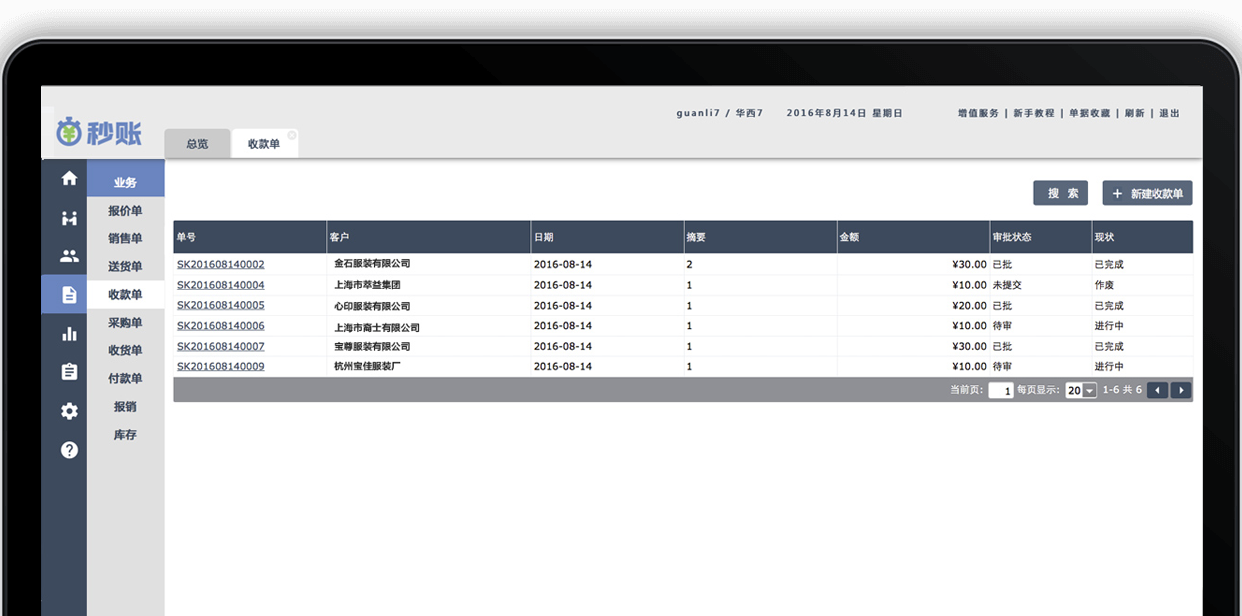 guanli7 / 华西7 2016年8月14日 星期日 增值服务 | 新手教程 | 单据收藏 | 刷新 | 退出
秒账
总览 收款单
业务
报价单
销售单
送货单
收款单
采购单
收货单
付款单
报销
库存
搜 索 + 新建收款单
单号 客户 日期 摘要 金额 审批状态 现状
SK201608140002 金石服装有限公司 2016-08-14 2 ¥30.00 已批 已完成
SK201608140004 上海市萃益集团 2016-08-14 1 ¥10.00 未提交 作废
SK201608140005 心印服装有限公司 2016-08-14 1 ¥20.00 已批 已完成
SK201608140006 上海市裔士有限公司 2016-08-14 1 ¥10.00 待审 进行中
SK201608140007 宝尊服装有限公司 2016-08-14 1 ¥30.00 已批 已完成
SK201608140009 杭州宝佳服装厂 2016-08-14 1 ¥10.00 待审 进行中
当前页: 1 每页显示: 20 1-6 共 6